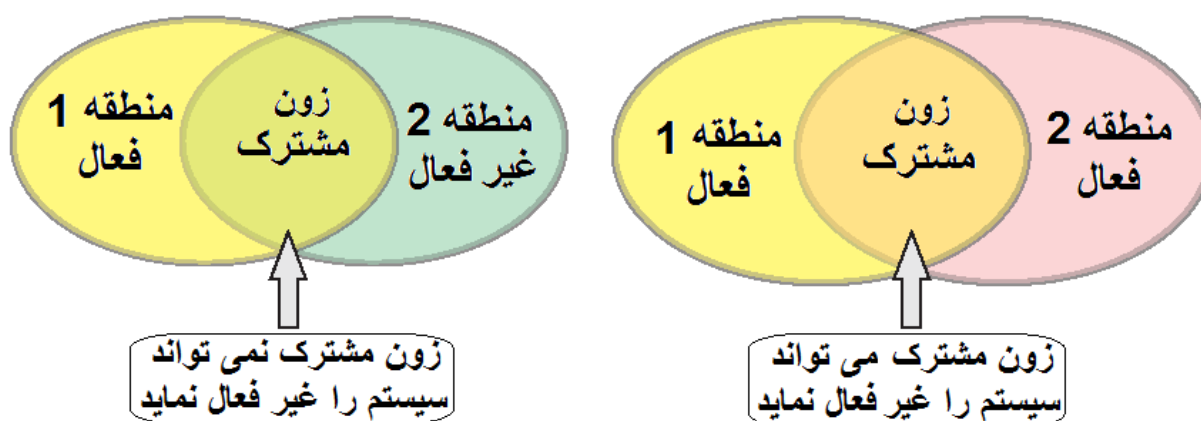 منطقه 1
فعال
زون
مشترک
منطقه 2
غیر فعال
زون مشترک نمی تواند
سیستم را غیر فعال نماید
منطقه 1
فعال
زون
مشترک
منطقه 2
فعال
زون مشترک می تواند
سیستم را غیر فعال نماید